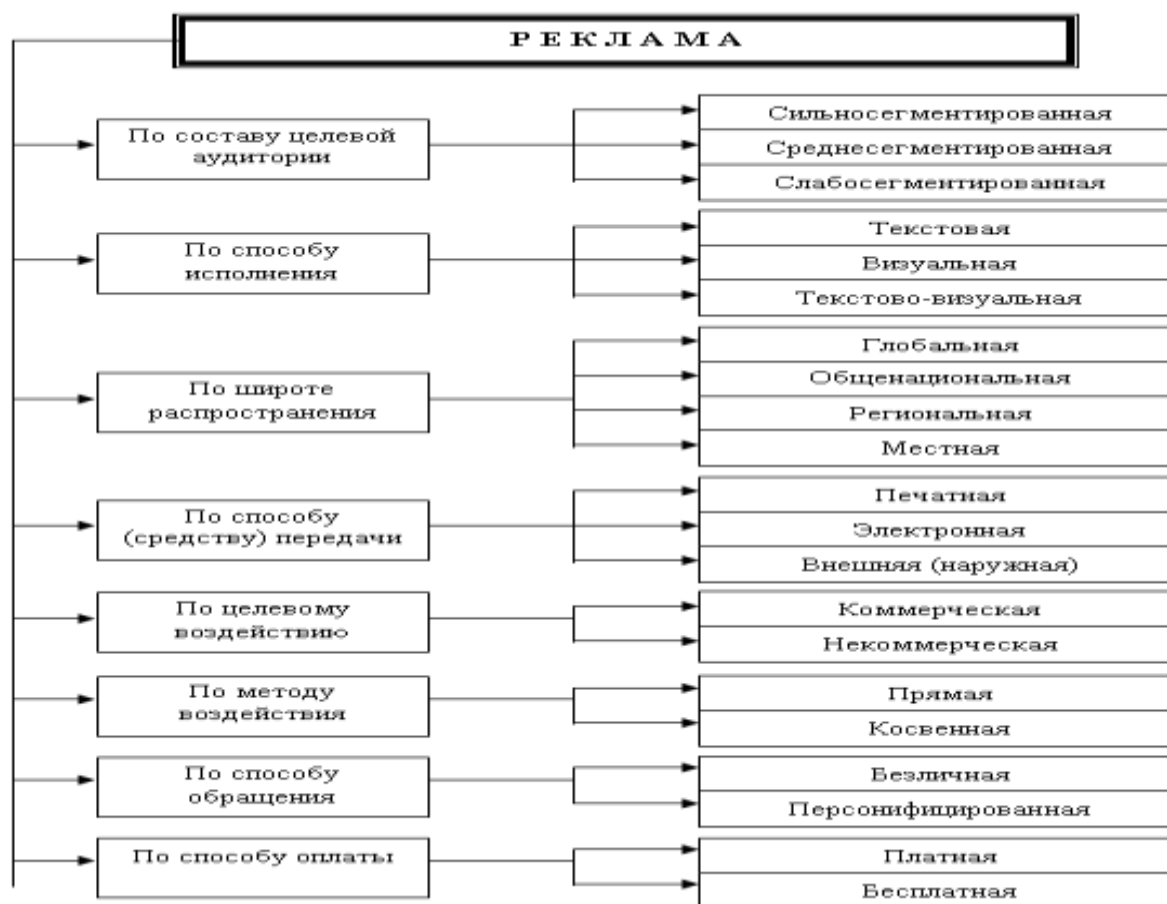 РЕКЛАМА
По составу целевой
аудитории
Сильносегментированная
Среднесегментированная
Слабосегментированная
По способу
исполнения
Текстовая
Визуальная
Текстово-визуальная
По широте
распространения
Глобальная
Общенациональная
Региональная
Местная
По способу
(средству) передачи
Печатная
Электронная
Внешняя (наружная)
По целевому
воздействию
Коммерческая
Некоммерческая
По методу
воздействия
Прямая
Косвенная
По способу
обращения
Безличная
Персонифицированная
По способу оплаты
Платная
Бесплатная